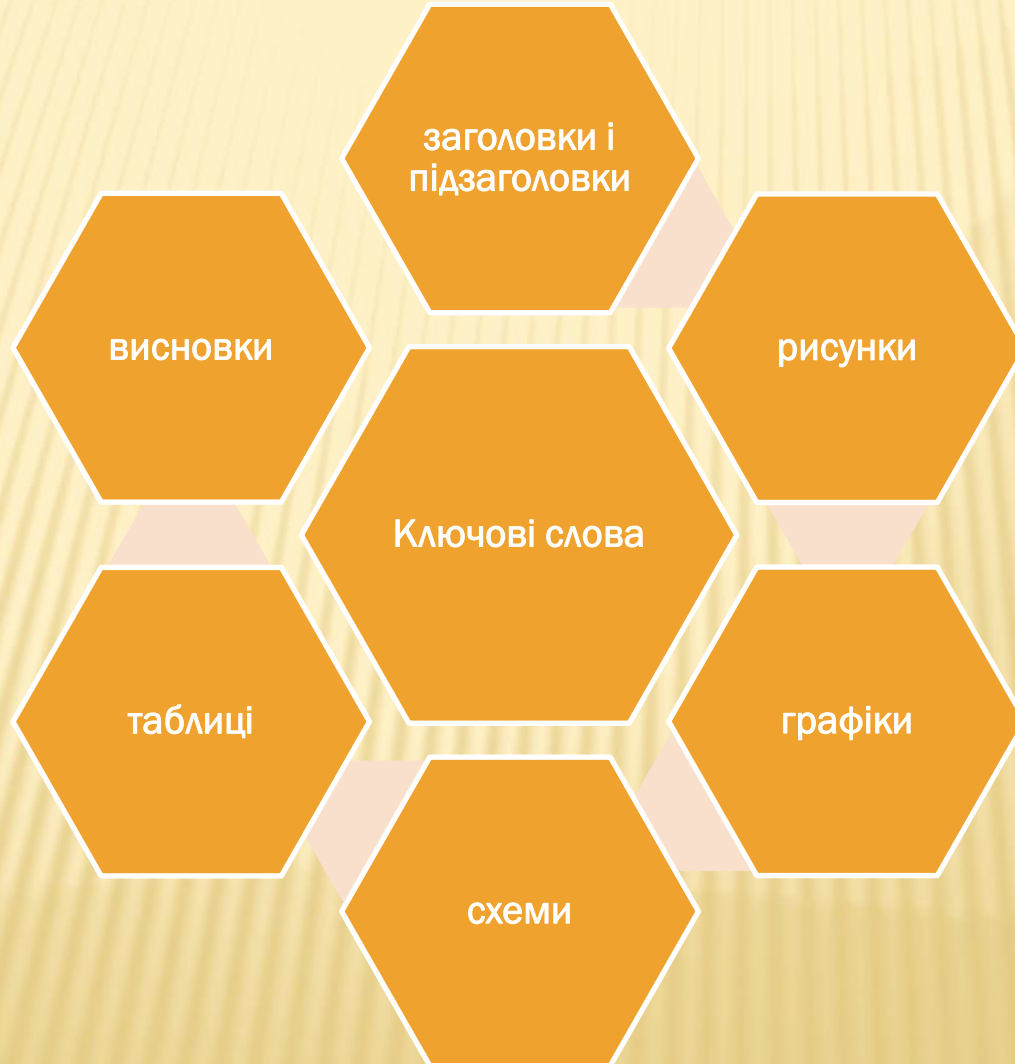 заголовки і
підзаголовки
висновки
рисунки
Ключові слова
таблиці
графіки
схеми